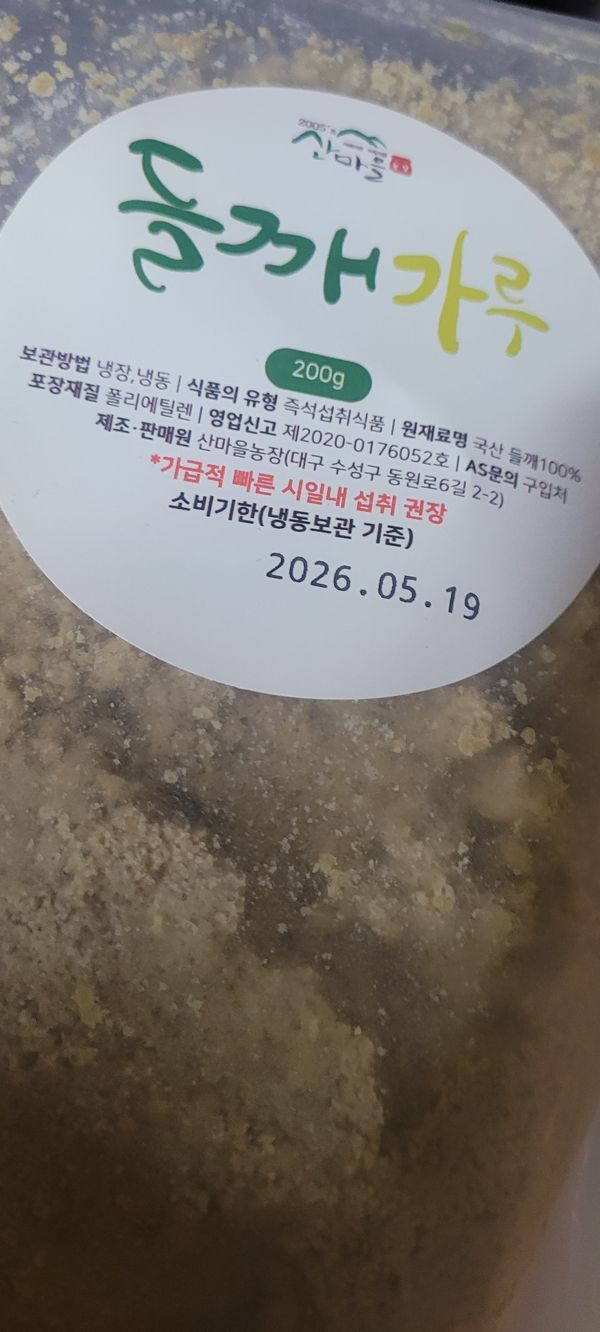 2005's
산마을
들깨가루
200g
보관방법 냉장,냉동 | 식품의 유형 즉석섭취식품 | 원재료명 국산 들깨100%
포장재질 폴리에틸렌 | 영업신고 제2020-0176052호 | AS문의 구입처
제조·판매원 산마을농장(대구 수성구 동원로6길 2-2)
*가급적 빠른 시일내 섭취 권장
소비기한(냉동보관 기준)
2026.05.19